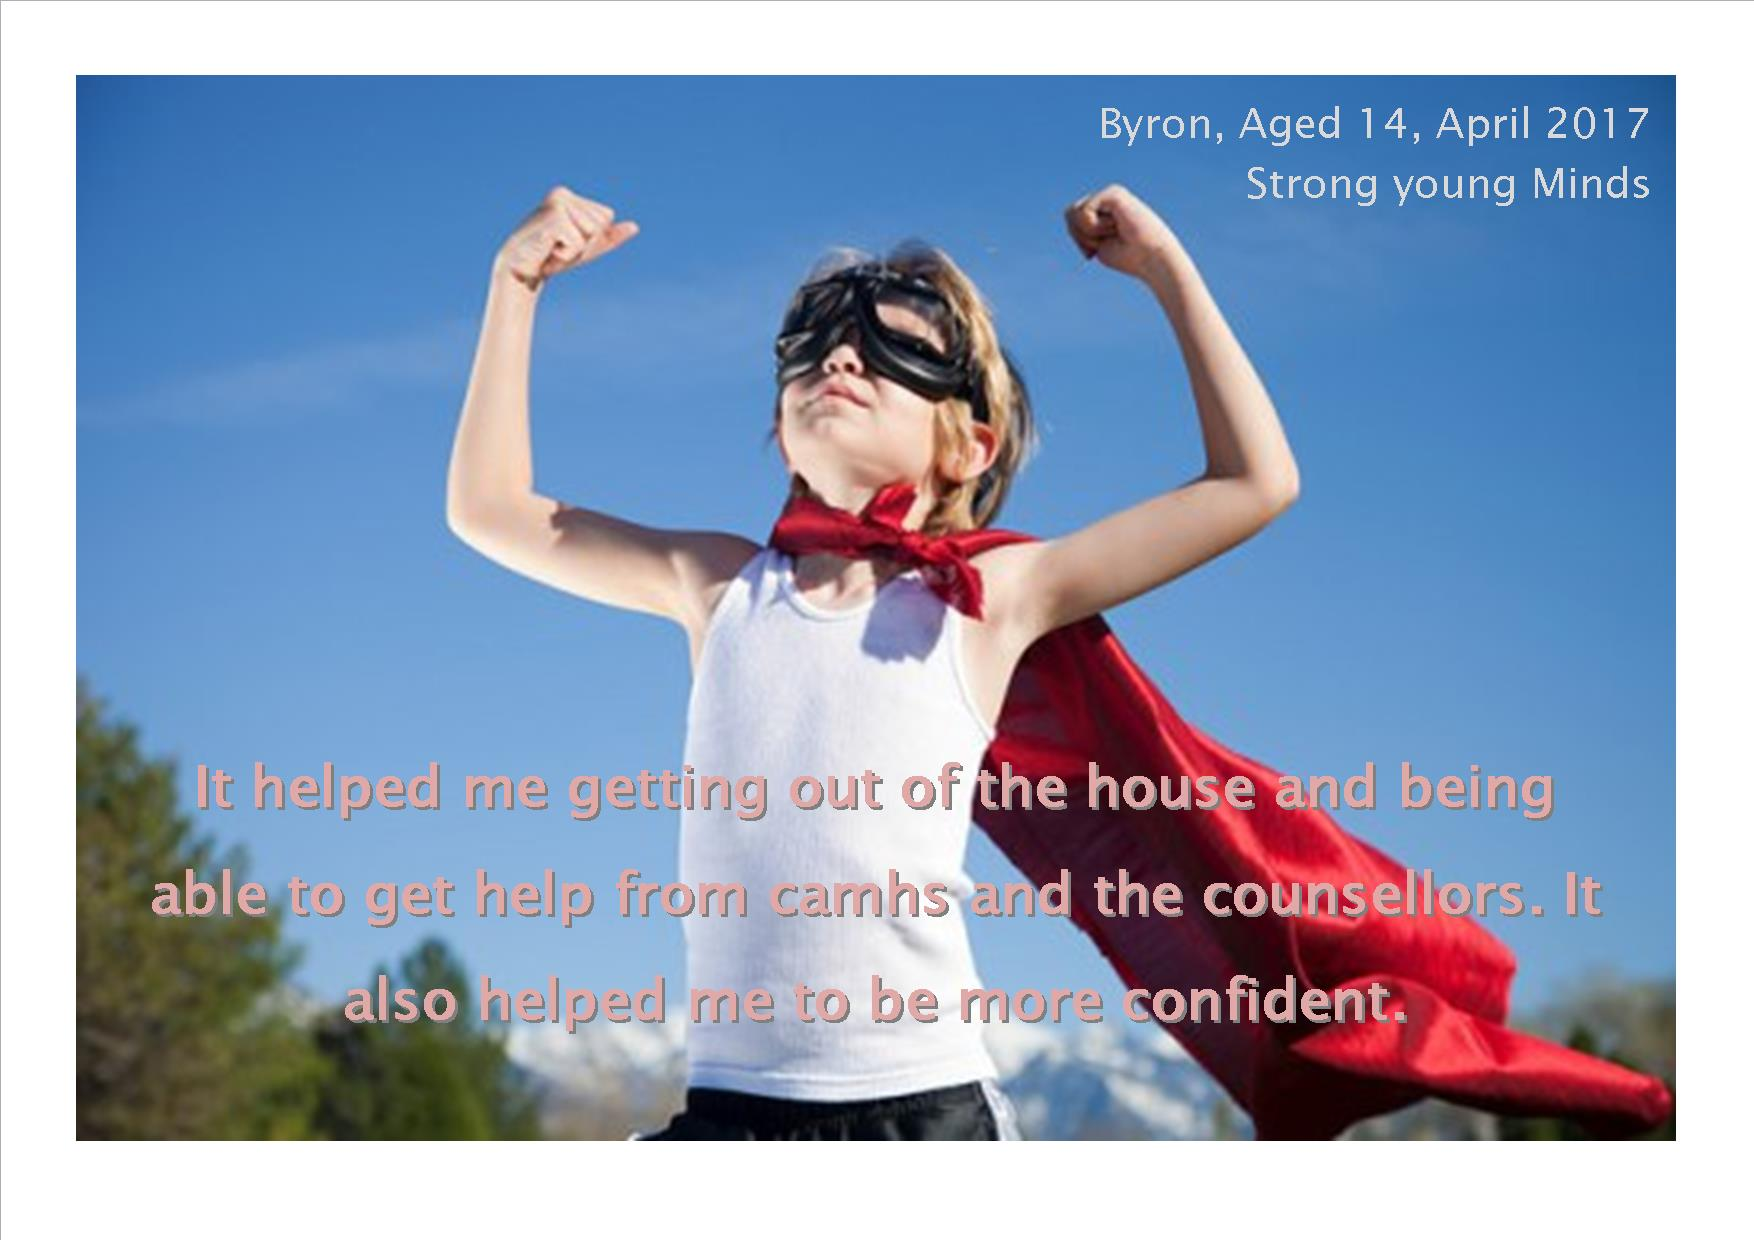 Byron, Aged 14, April 2017
Strong young Minds
It helped me getting out of the house and being
able to get help from camhs and the counsellors. It
also helped me to be more confident.